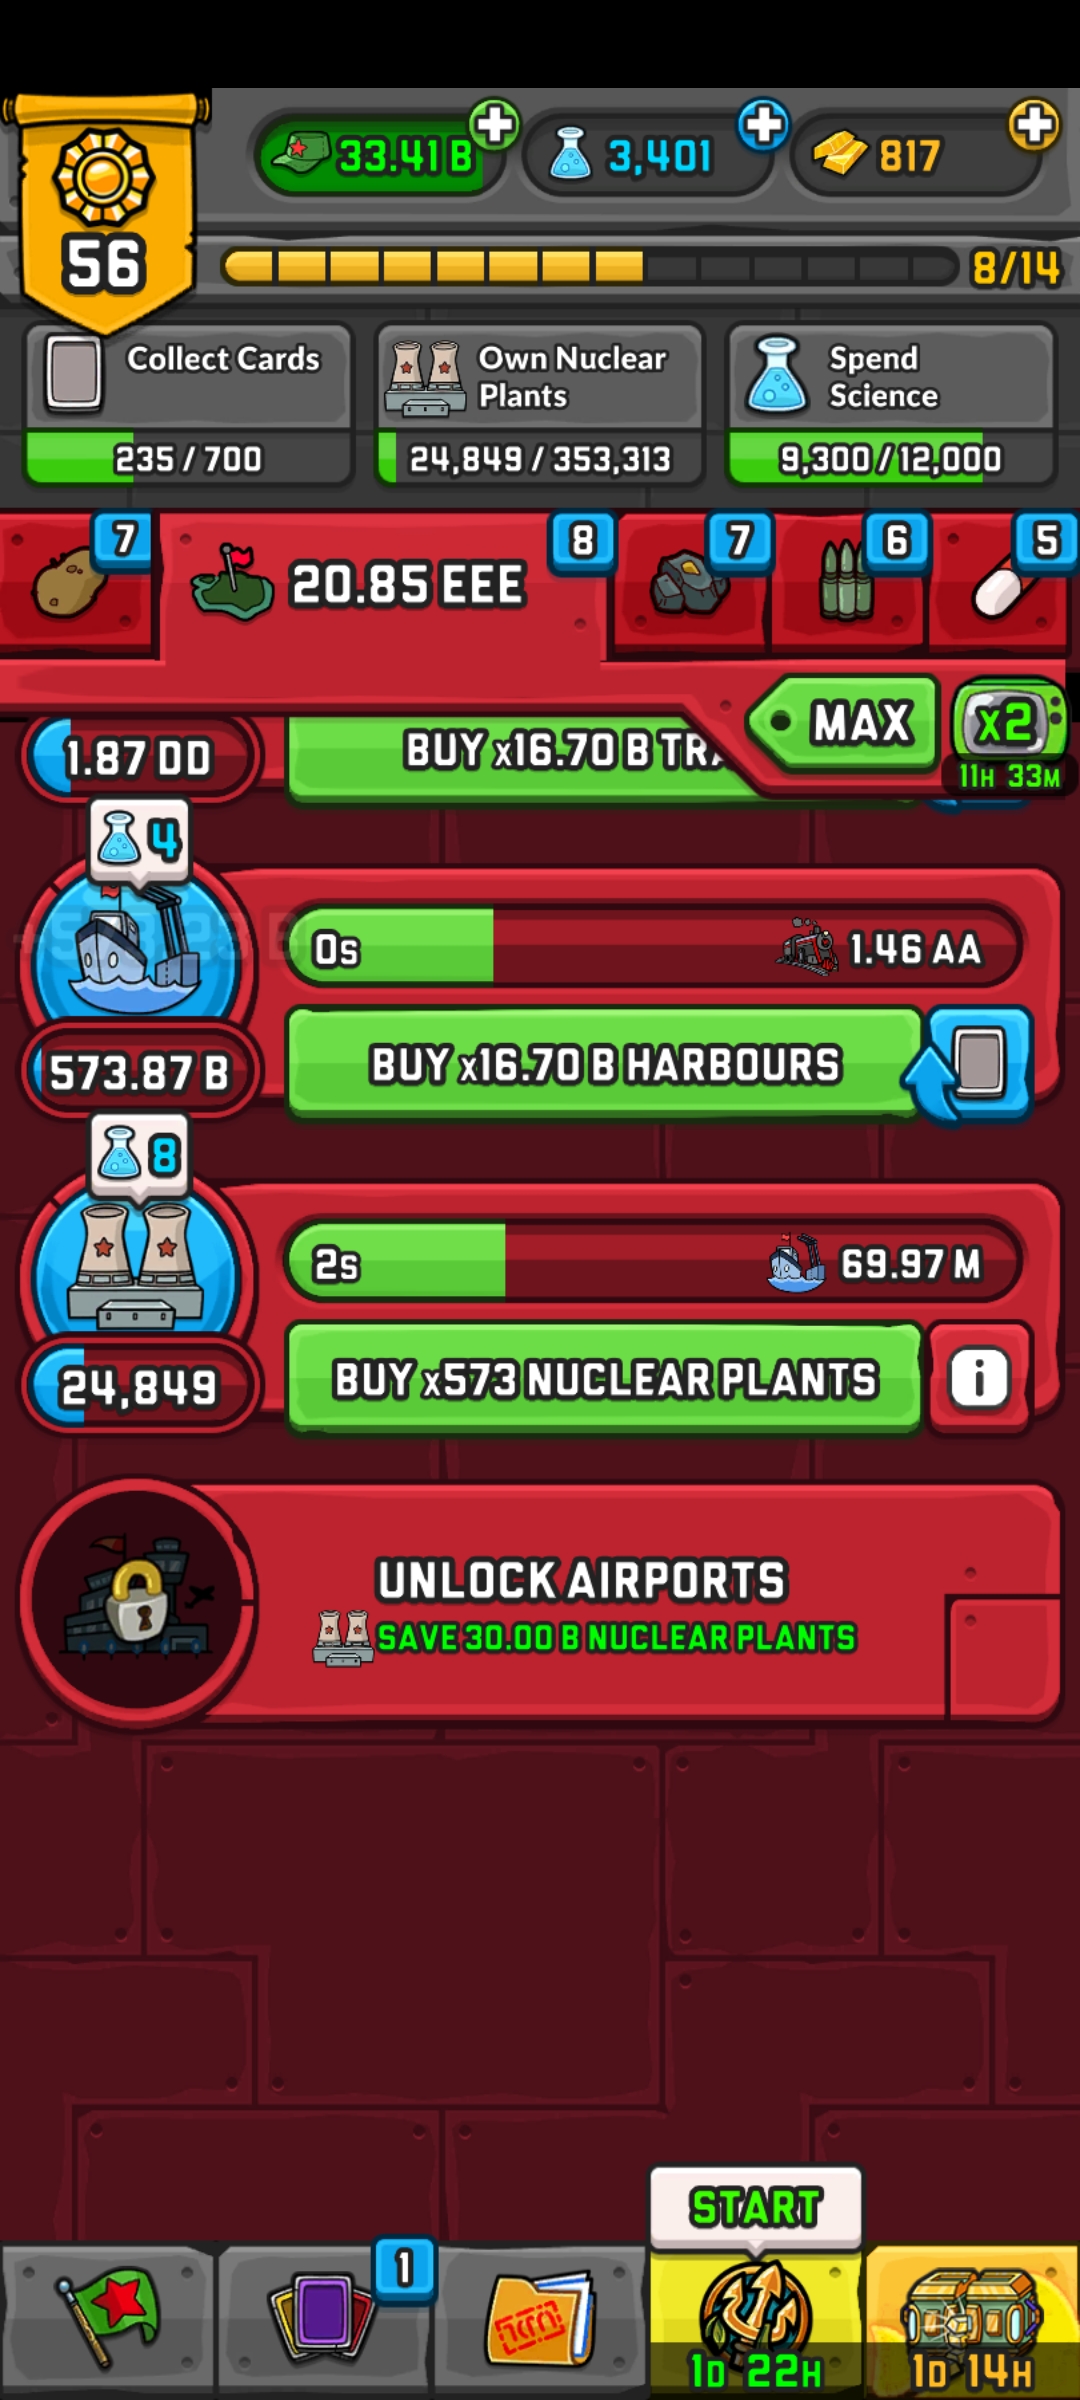 33.41 B
3,401
817
56
8/14
Collect Cards
235 / 700
Own Nuclear
Plants
24,849 / 353,313
Spend
Science
9,300 / 12,000
7
20.85 EEE
8
7
6
5
MAX
x2
11H 33M
1.87 DD
BUY x16.70 B TRA
4
0s
1.46 AA
573.87 B
BUY x16.70 B HARBOURS
8
2s
69.97 M
24,849
BUY x573 NUCLEAR PLANTS
i
UNLOCK AIRPORTS
SAVE 30.00 B NUCLEAR PLANTS
START
1
1D 22H
1D 14H